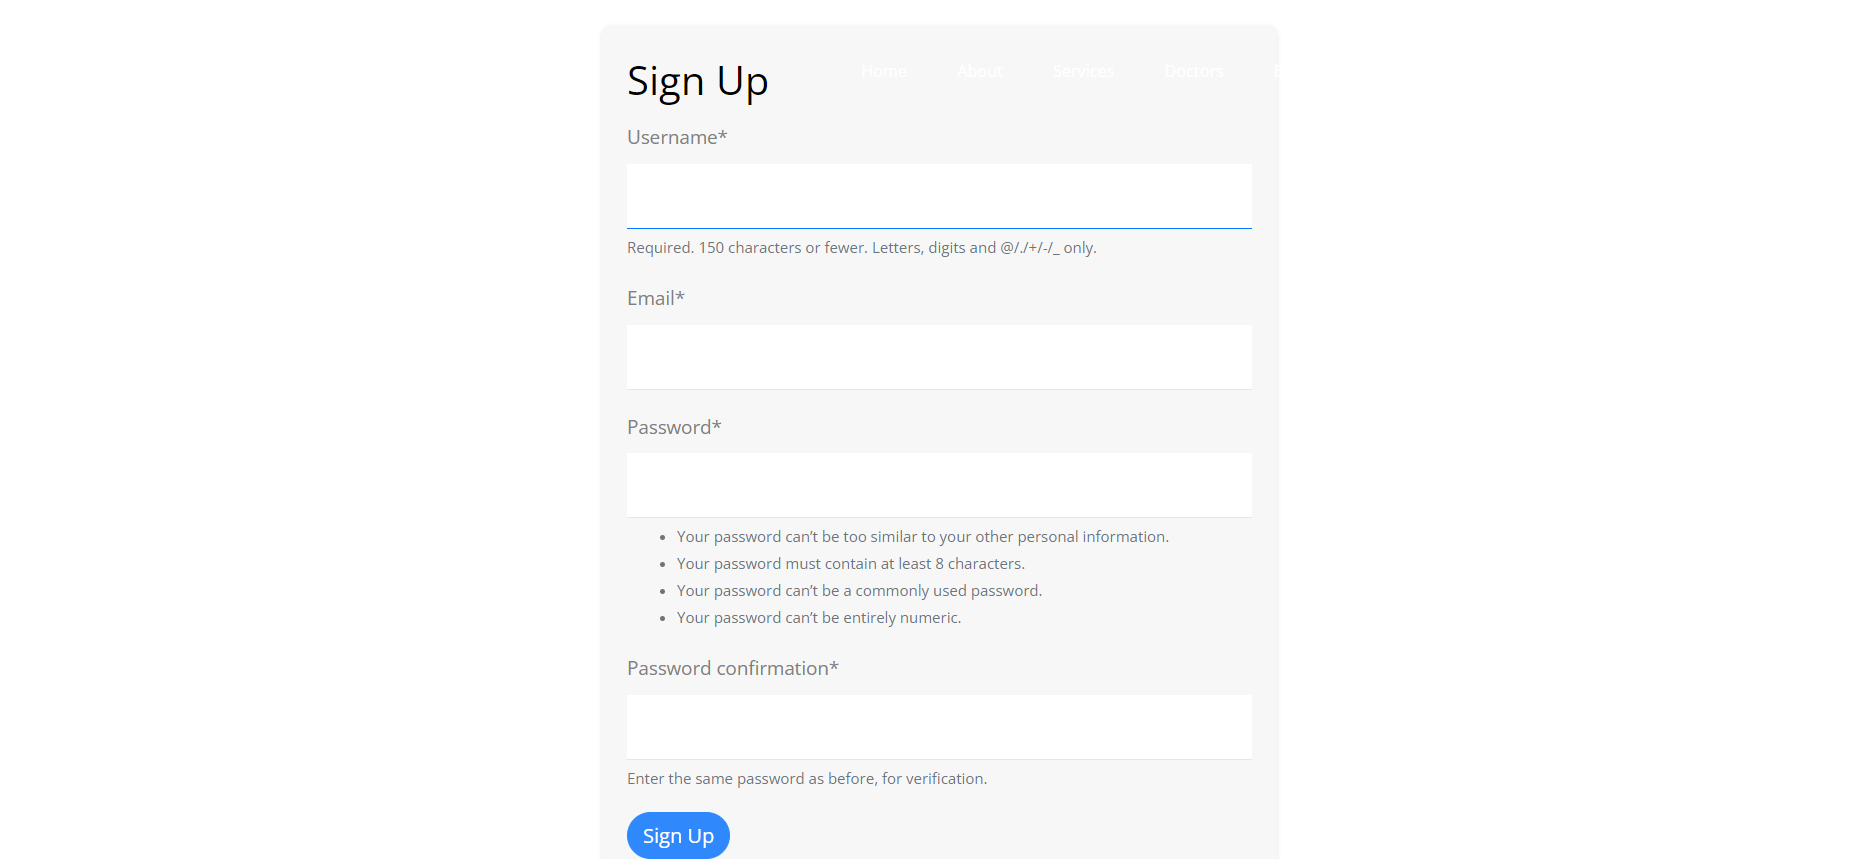 Home About Services Doctors
Sign Up
Username*
Required. 150 characters or fewer. Letters, digits and @/./+/-/_ only.
Email*
Password*
• Your password can’t be too similar to your other personal information.
• Your password must contain at least 8 characters.
• Your password can’t be a commonly used password.
• Your password can’t be entirely numeric.
Password confirmation*
Enter the same password as before, for verification.
Sign Up